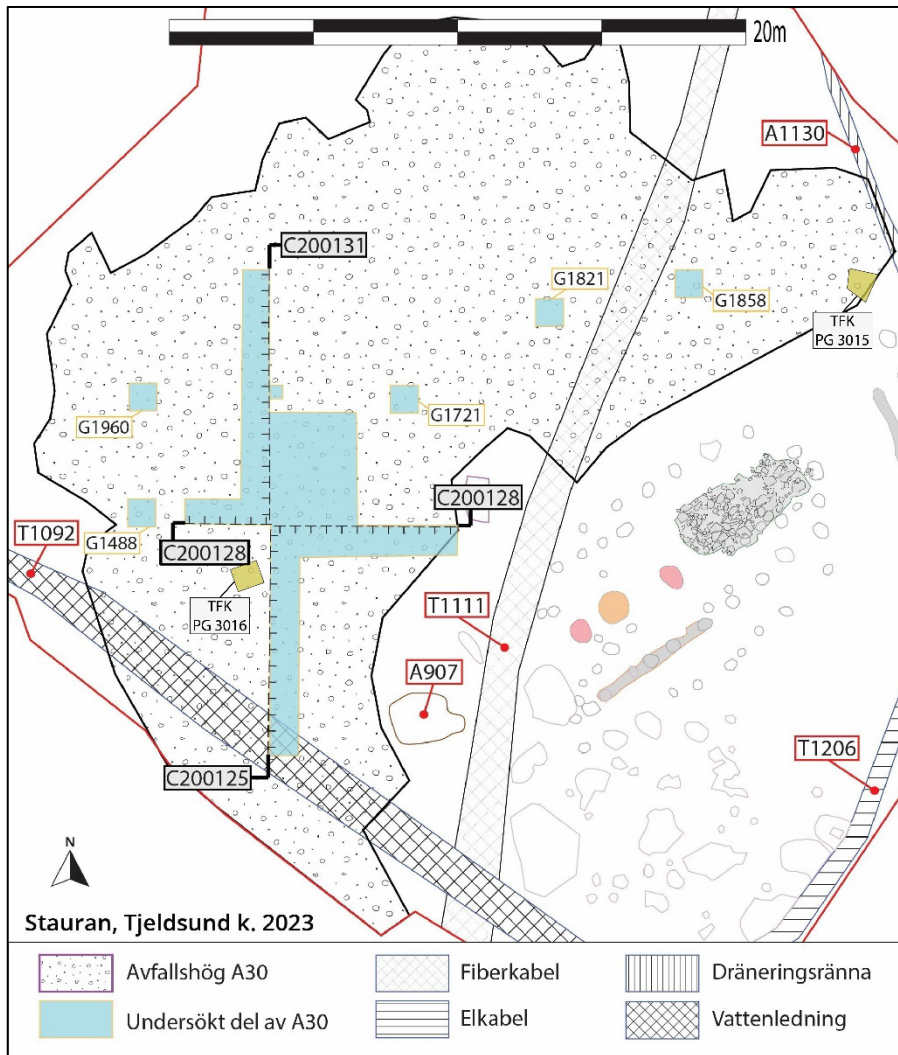 20m
A1130
C200131
G1821
G1858
TFK
PG 3015
G1960
G1721
C200128
T1092
G1488
C200128
TFK
PG 3016
T1111
A907
T1206
C200125
N
Stauran, Tjeldsund k. 2023
Avfallshög A30
Fiberkabel
Dräneringsränna
Undersökt del av A30
Elkabel
Vattenledning